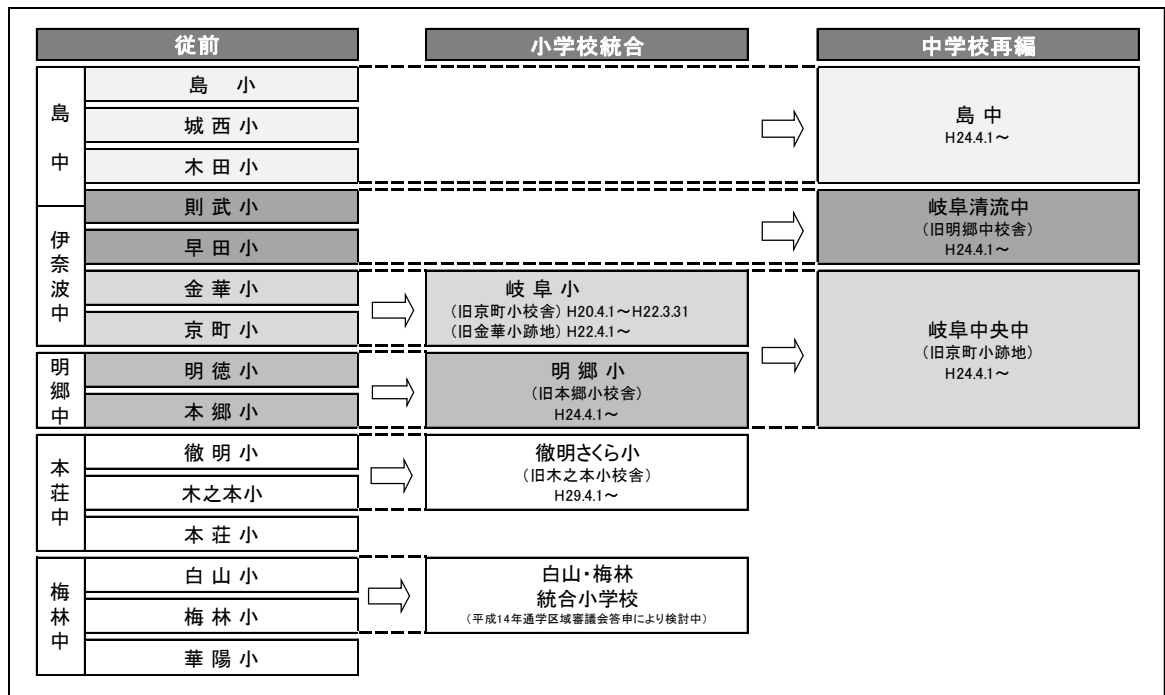 従前
小学校統合
中学校再編
島中
島 小
城 西 小
木 田 小
島 中
H24.4.1～
伊奈波中
則 武 小
早 田 小
岐阜清流中
(旧明郷中校舎)
H24.4.1～
金 華 小
京 町 小
岐 阜 小
(旧京町小校舎) H20.4.1～H22.3.31
(旧金華小跡地) H22.4.1～
岐阜中央中
(旧京町小跡地)
H24.4.1～
明郷中
明 徳 小
本 郷 小
明 郷 小
(旧本郷小校舎)
H24.4.1～
本荘中
徹 明 小
木之本小
本 荘 小
徹明さくら小
(旧木之本小校舎)
H29.4.1～
梅林中
白 山 小
梅 林 小
華 陽 小
白山・梅林
統合小学校
(平成14年通学区域審議会答申により検討中)